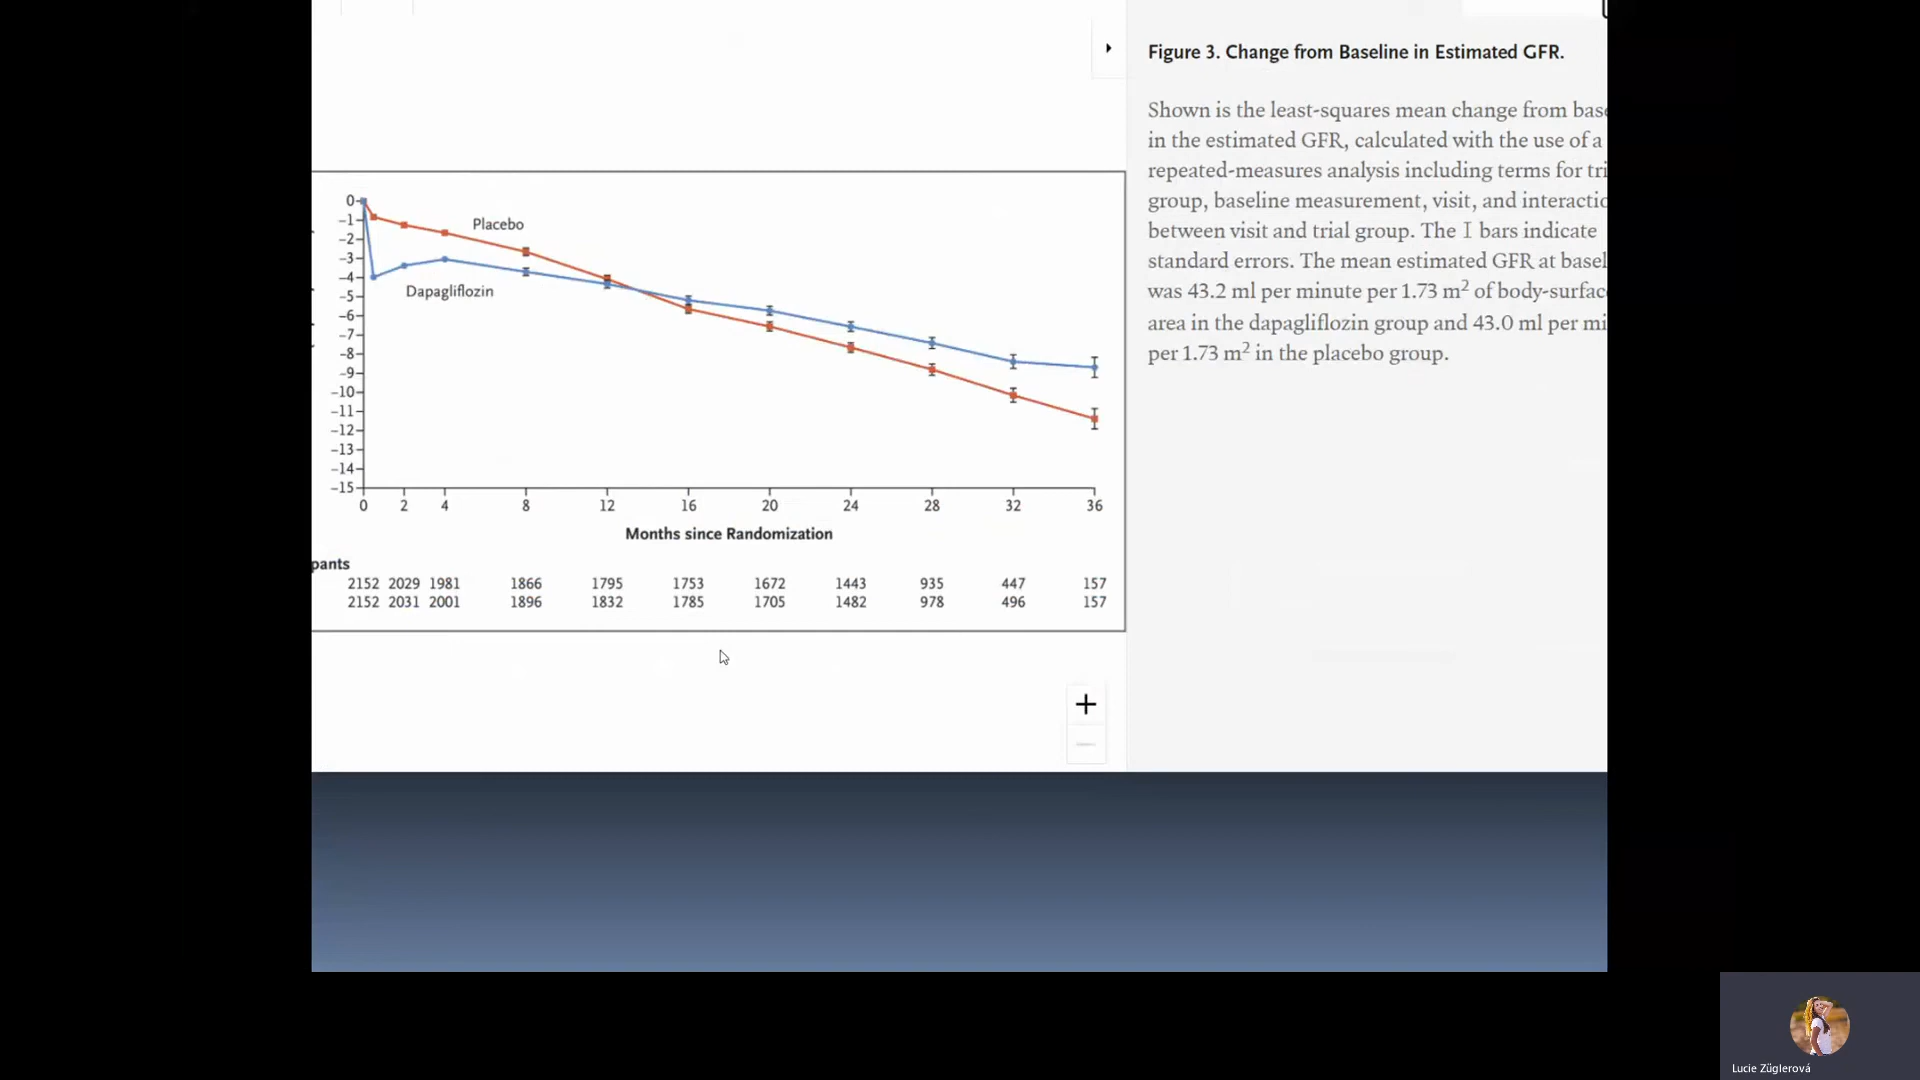 Figure 3. Change from Baseline in Estimated GFR.
Shown is the least-squares mean change from base
in the estimated GFR, calculated with the use of a
repeated-measures analysis including terms for tri
group, baseline measurement, visit, and interactio
between visit and trial group. The I bars indicate
standard errors. The mean estimated GFR at basel
was 43.2 ml per minute per 1.73 m² of body-surfac
area in the dapagliflozin group and 43.0 ml per mi
per 1.73 m² in the placebo group.
0
-1
-2
-3
-4
-5
-6
-7
-8
-9
-10
-11
-12
-13
-14
-15
Placebo
Dapagliflozin
0 2 4 8 12 16 20 24 28 32 36
Months since Randomization
pants
2152 2029 1981 1866 1795 1753 1672 1443 935 447 157
2152 2031 2001 1896 1832 1785 1705 1482 978 496 157
Lucie Züglerová